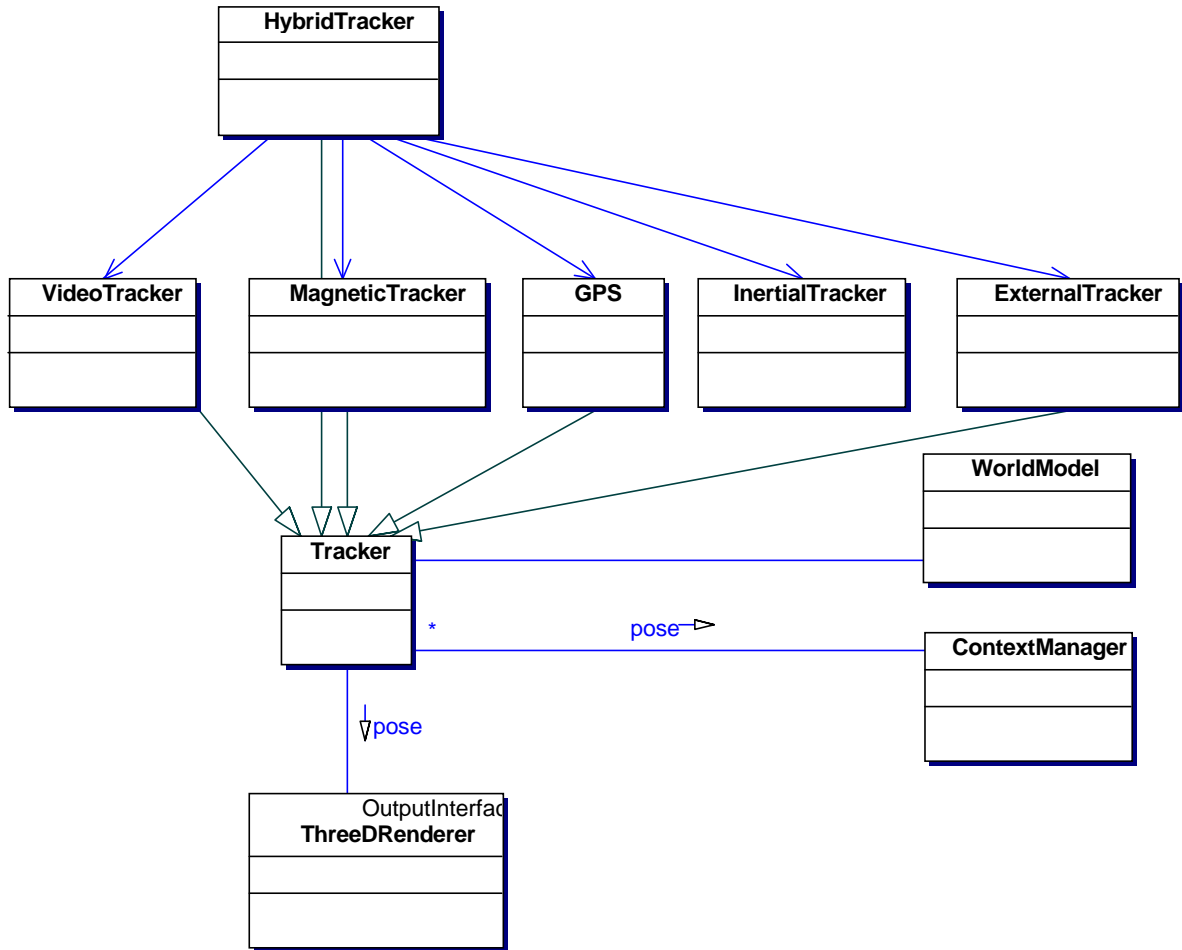 HybridTracker
VideoTracker
MagneticTracker
GPS
InertialTracker
ExternalTracker
WorldModel
Tracker
*
pose
ContextManager
pose
OutputInterfac
ThreeDRenderer